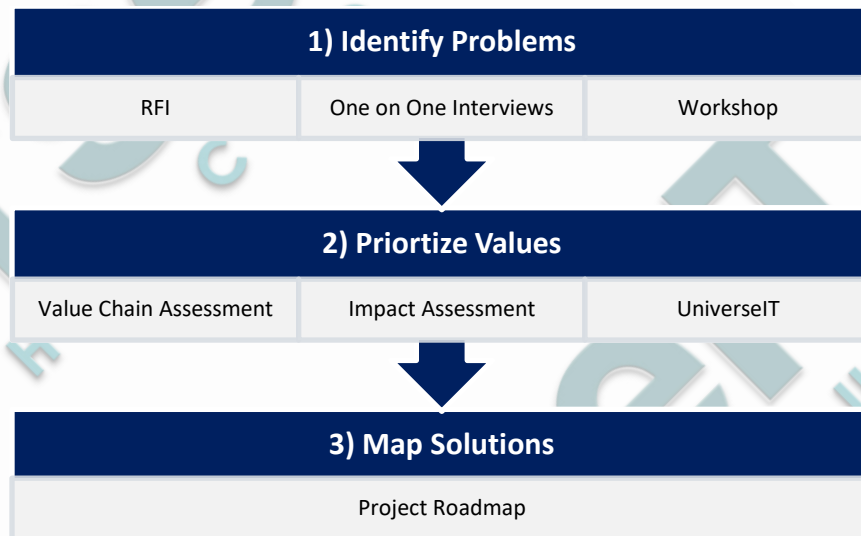 1) Identify Problems
RFI
One on One Interviews
Workshop
2) Priortize Values
Value Chain Assessment
Impact Assessment
UniverseIT
3) Map Solutions
Project Roadmap